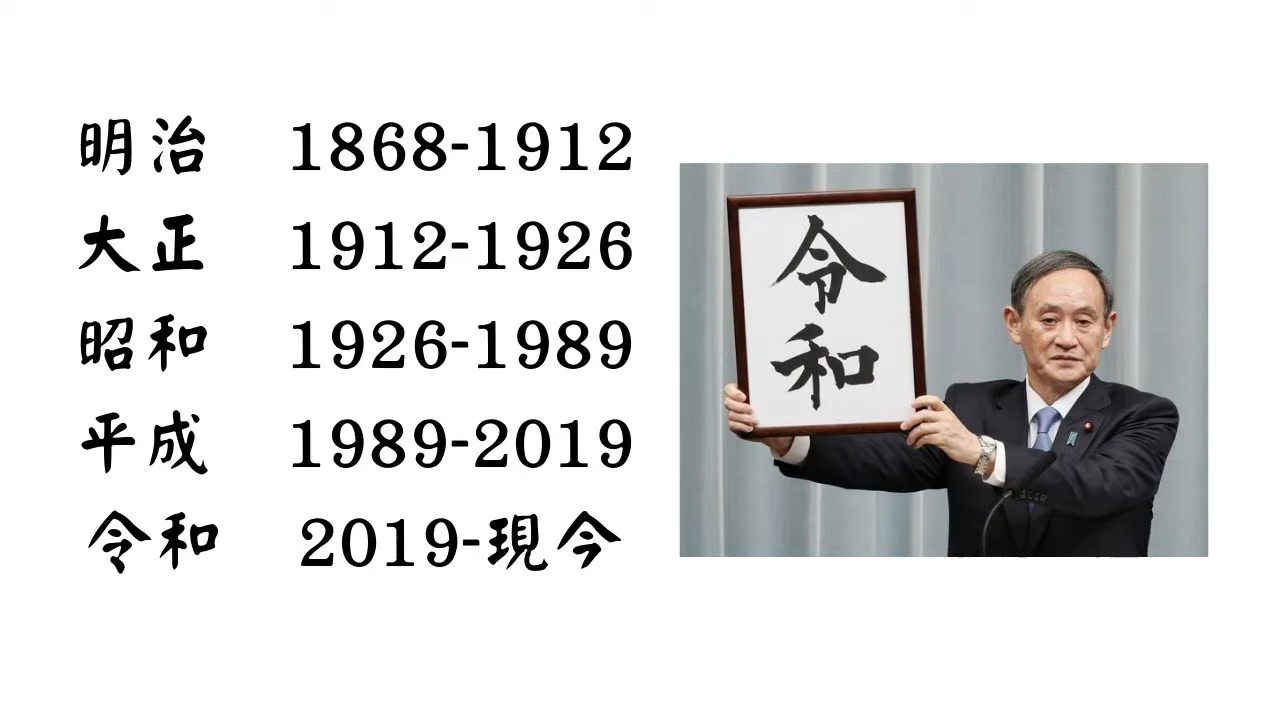 明治 1868-1912
大正 1912-1926
昭和 1926-1989
平成 1989-2019
令和 2019-現今
令和